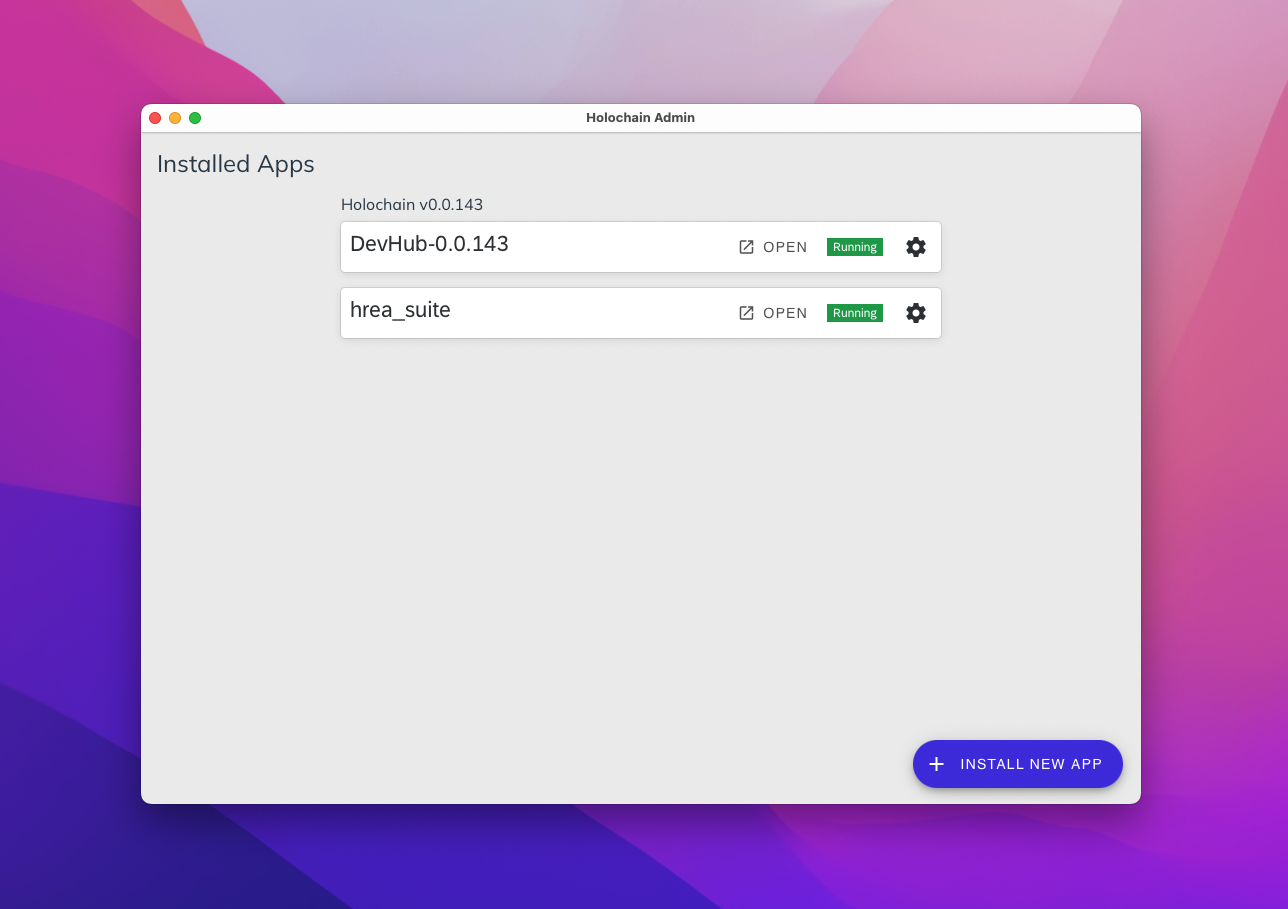 Holochain Admin
Installed Apps
Holochain v0.0.143
DevHub-0.0.143 OPEN Running
hrea_suite OPEN Running
INSTALL NEW APP